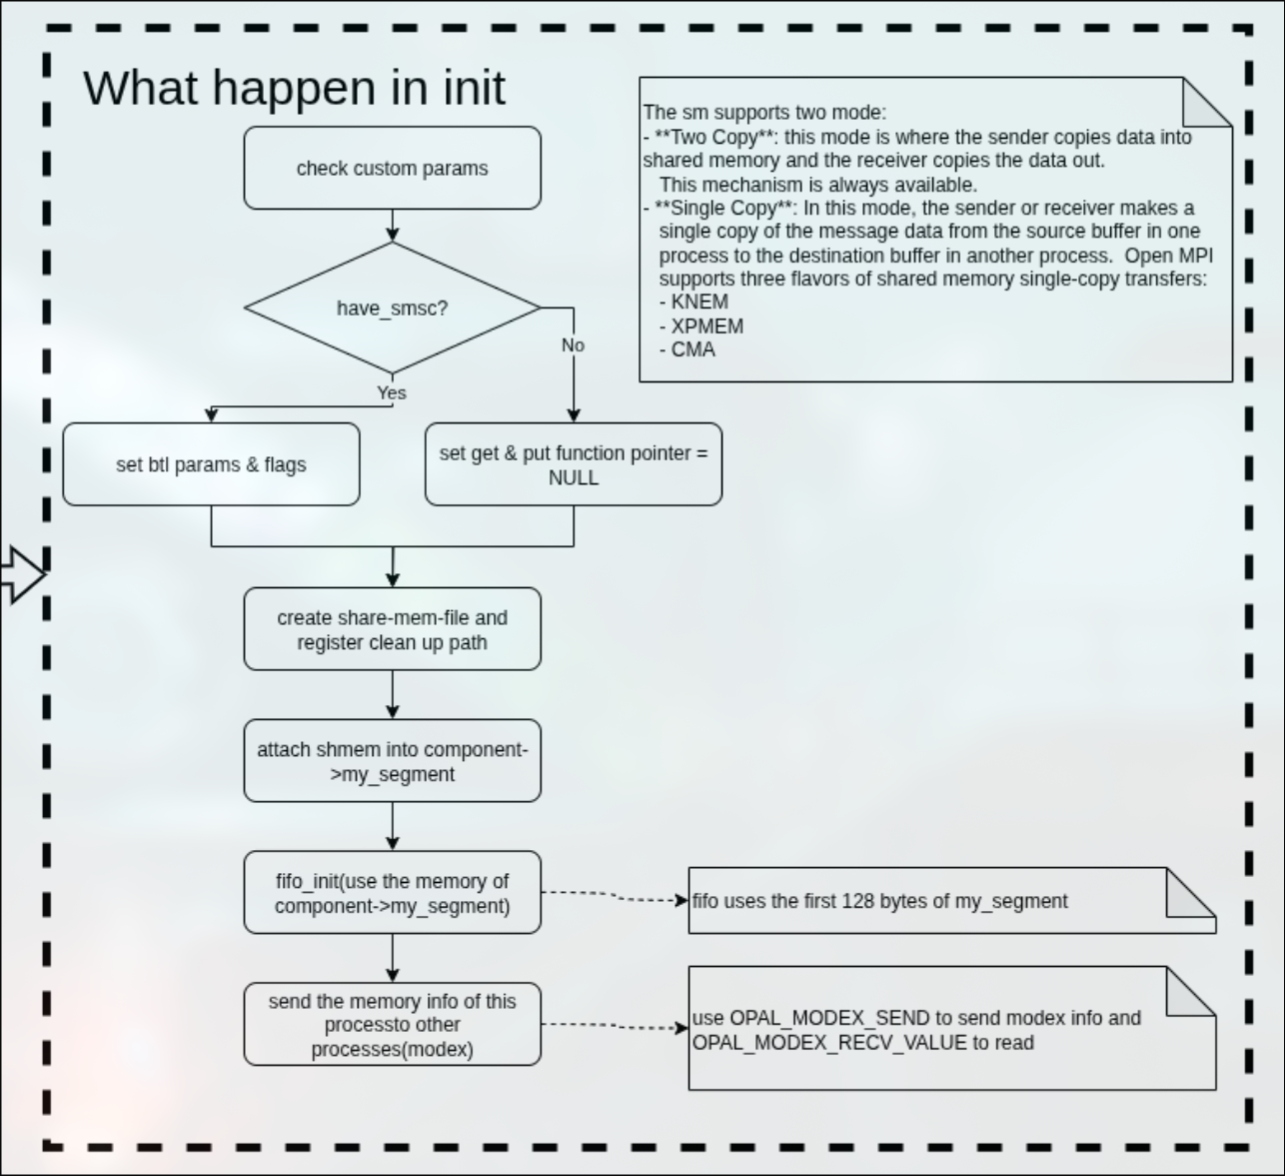 What happen in init
check custom params
The sm supports two mode:
- **Two Copy**: this mode is where the sender copies data into
shared memory and the receiver copies the data out.
This mechanism is always available.
- **Single Copy**: In this mode, the sender or receiver makes a
single copy of the message data from the source buffer in one
process to the destination buffer in another process.  Open MPI
supports three flavors of shared memory single-copy transfers:
- KNEM
- XPMEM
- CMA
have_smsc?
No
Yes
set btl params & flags
set get & put function pointer =
NULL
create share-mem-file and
register clean up path
attach shmem into component-
>my_segment
fifo_init(use the memory of
component->my_segment)
fifo uses the first 128 bytes of my_segment
send the memory info of this
processto other
processes(modex)
use OPAL_MODEX_SEND to send modex info and
OPAL_MODEX_RECV_VALUE to read